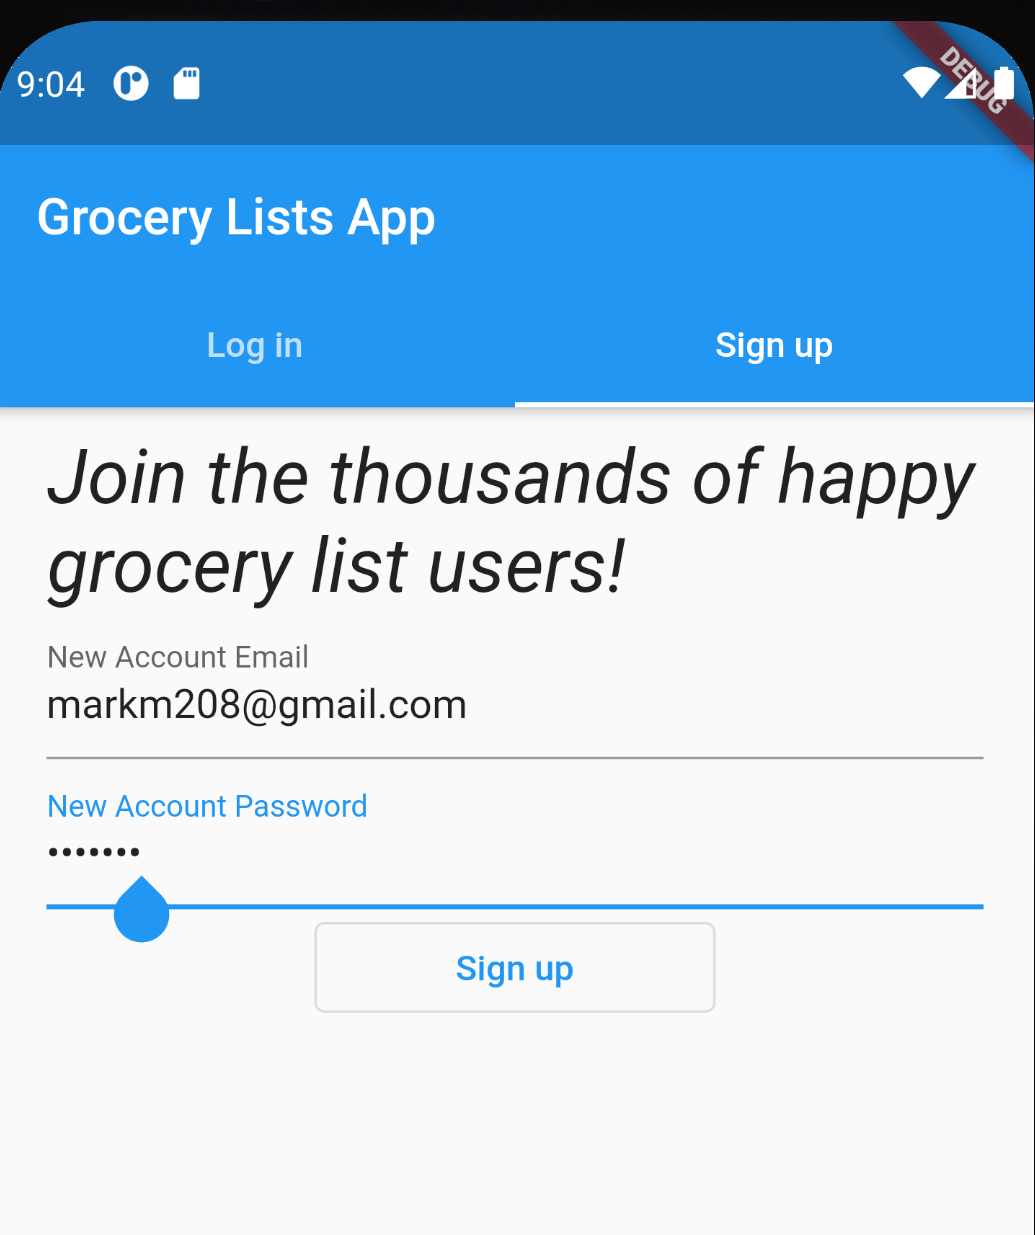 9:04
DEBUG
Grocery Lists App
Log in
Sign up
Join the thousands of happy
grocery list users!
New Account Email
markm208@gmail.com
New Account Password
•••••••
Sign up